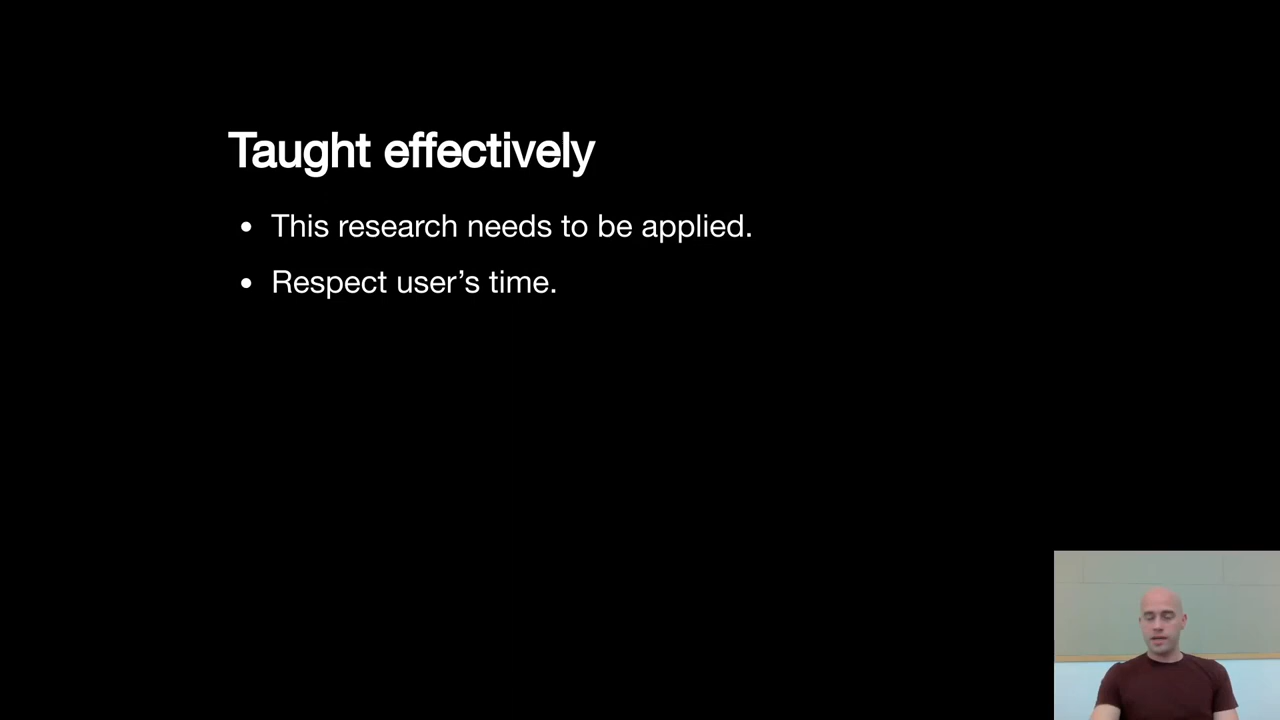 Taught effectively
• This research needs to be applied.
• Respect user’s time.